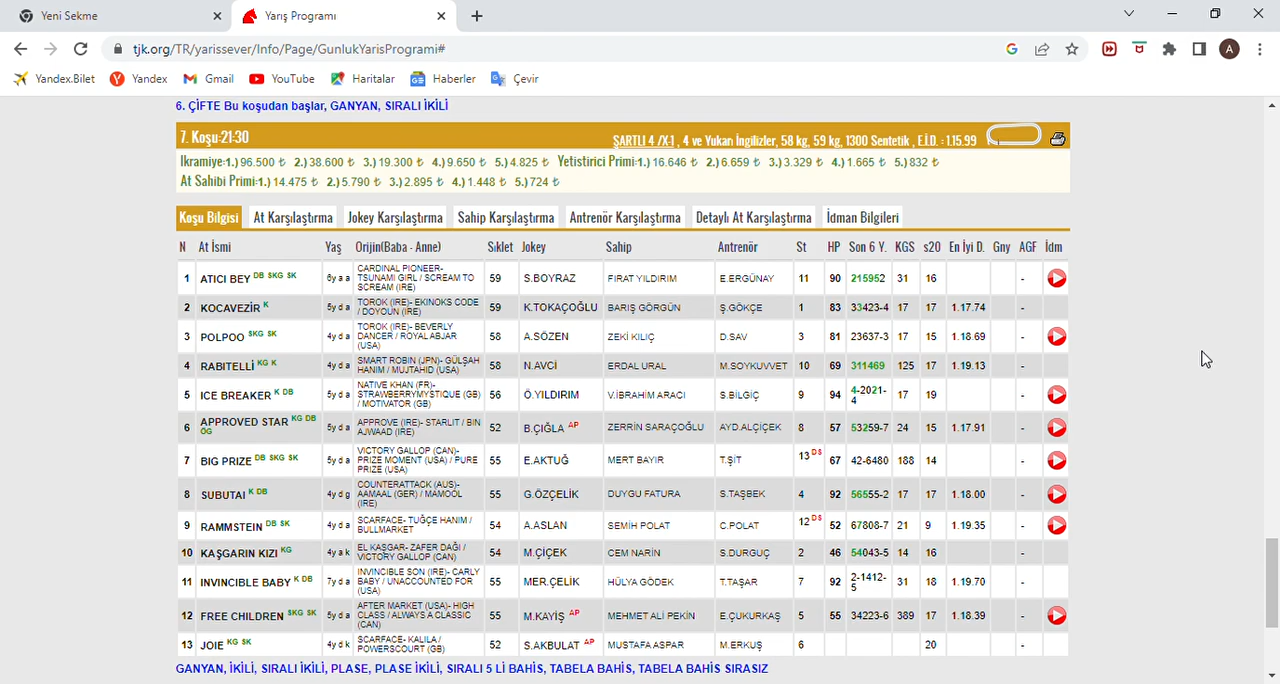 Yeni Sekme
Yarış Programı
tjk.org/TR/yarissever/Info/Page/GunlukYarisProgrami#
A
Yandex.Bilet Yandex Gmail YouTube Haritalar Haberler Çevir
6. ÇİFTE Bu koşudan başlar, GANYAN, SIRALI İKİLİ
7. Koşu:21:30
ŞARTLI 4 /X-1 , 4 ve Yukarı İngilizler, 58 kg, 59 kg, 1300 Sentetik , E.İ.D. : 1.15.99
Ikramiye:1.) 96.500 ₺ 2.) 38.600 ₺ 3.) 19.300 ₺ 4.) 9.650 ₺ 5.) 4.825 ₺ Yetistirici Primi:1.) 16.646 ₺ 2.) 6.659 ₺ 3.) 3.329 ₺ 4.) 1.665 ₺ 5.) 832 ₺
At Sahibi Primi:1.) 14.475 ₺ 2.) 5.790 ₺ 3.) 2.895 ₺ 4.) 1.448 ₺ 5.) 724 ₺
Koşu Bilgisi At Karşılaştırma Jokey Karşılaştırma Sahip Karşılaştırma Antrenör Karşılaştırma Detaylı At Karşılaştırma İdman Bilgileri
N At İsmi Yaş Orijin(Baba - Anne) Sıklet Jokey Sahip Antrenör St HP Son 6 Y. KGS s20 En İyi D. Gny AGF İdm
1 ATICI BEY DB SKG SK 6y a a CARDINAL PIONEER- TSUNAMI GIRL / SCREAM TO SCREAM (IRE) 59 S.BOYRAZ FIRAT YILDIRIM E.ERGÜNAY 11 90 215952 31 16 -
2 KOCAVEZİR K 5y d a TOROK (IRE)- EKINOKS CODE / DOYOUN (IRE) 59 K.TOKAÇOĞLU BARIŞ GÖRGÜN Ş.GÖKÇE 1 83 33423-4 17 17 1.17.74 -
3 POLPOO SKG SK 4y d a TOROK (IRE)- BEVERLY DANCER / ROYAL ABJAR (USA) 58 A.SÖZEN ZEKİ KILIÇ D.SAV 3 81 23637-3 17 15 1.18.69 -
4 RABITELLİ KG K 4y d a SMART ROBIN (JPN)- GÜLŞAH HANIM / MUJTAHID (USA) 58 N.AVCİ ERDAL URAL M.SOYKUVVET 10 69 311469 125 17 1.19.13 -
5 ICE BREAKER K DB 5y d a NATIVE KHAN (FR)- STRAWBERRYMYSTIQUE (GB) / MOTIVATOR (GB) 56 Ö.YILDIRIM V.İBRAHİM ARACI S.BİLGİÇ 9 94 4-2021-4 17 19 -
6 APPROVED STAR KG DB ÖG 5y d a APPROVE (IRE)- STARLIT / BIN AJWAAD (IRE) 52 B.ÇIĞLA AP ZERRİN SARAÇOĞLU AYD.ALÇİÇEK 8 57 53259-7 24 15 1.17.91 -
7 BIG PRIZE DB SKG SK 5y d a VICTORY GALLOP (CAN)- PRIZE MOMENT (USA) / PURE PRIZE (USA) 55 E.AKTUĞ MERT BAYIR T.ŞİT 13 DS 67 42-6480 188 14 -
8 SUBUTAI K DB 4y d g COUNTERATTACK (AUS)- AAMAAL (GER) / MAMOOL (IRE) 55 G.ÖZÇELİK DUYGU FATURA S.TAŞBEK 4 92 56555-2 17 17 1.18.00 -
9 RAMMSTEIN DB SK 4y d a SCARFACE- TUĞÇE HANIM / BULLMARKET 54 A.ASLAN SEMİH POLAT C.POLAT 12 DS 52 67808-7 21 9 1.19.35 -
10 KAŞGARIN KIZI KG 4y a k EL KAŞGAR- ZAFER DAĞI / VICTORY GALLOP (CAN) 54 M.ÇİÇEK CEM NARİN S.DURGUÇ 2 46 54043-5 14 16 -
11 INVINCIBLE BABY K DB 7y d a INVINCIBLE SON (IRE)- CARLY BABY / UNACCOUNTED FOR (USA) 55 MER.ÇELİK HÜLYA GÖDEK T.TAŞAR 7 92 2-1412-5 31 18 1.19.70 -
12 FREE CHILDREN SKG SK 5y d a AFTER MARKET (USA)- HIGH CLASS / ALWAYS A CLASSIC (CAN) 55 M.KAYİŞ AP MEHMET ALİ PEKİN E.ÇUKURKAŞ 5 55 34223-6 389 17 1.18.39 -
13 JOIE KG SK 4y d k SCARFACE- KALILA / POWERSCOURT (GB) 52 S.AKBULAT AP MUSTAFA ASPAR M.ERKUŞ 6 20 -
GANYAN, İKİLİ, SIRALI İKİLİ, PLASE, PLASE İKİLİ, SIRALI 5 Lİ BAHİS, TABELA BAHİS, TABELA BAHİS SIRASIZ